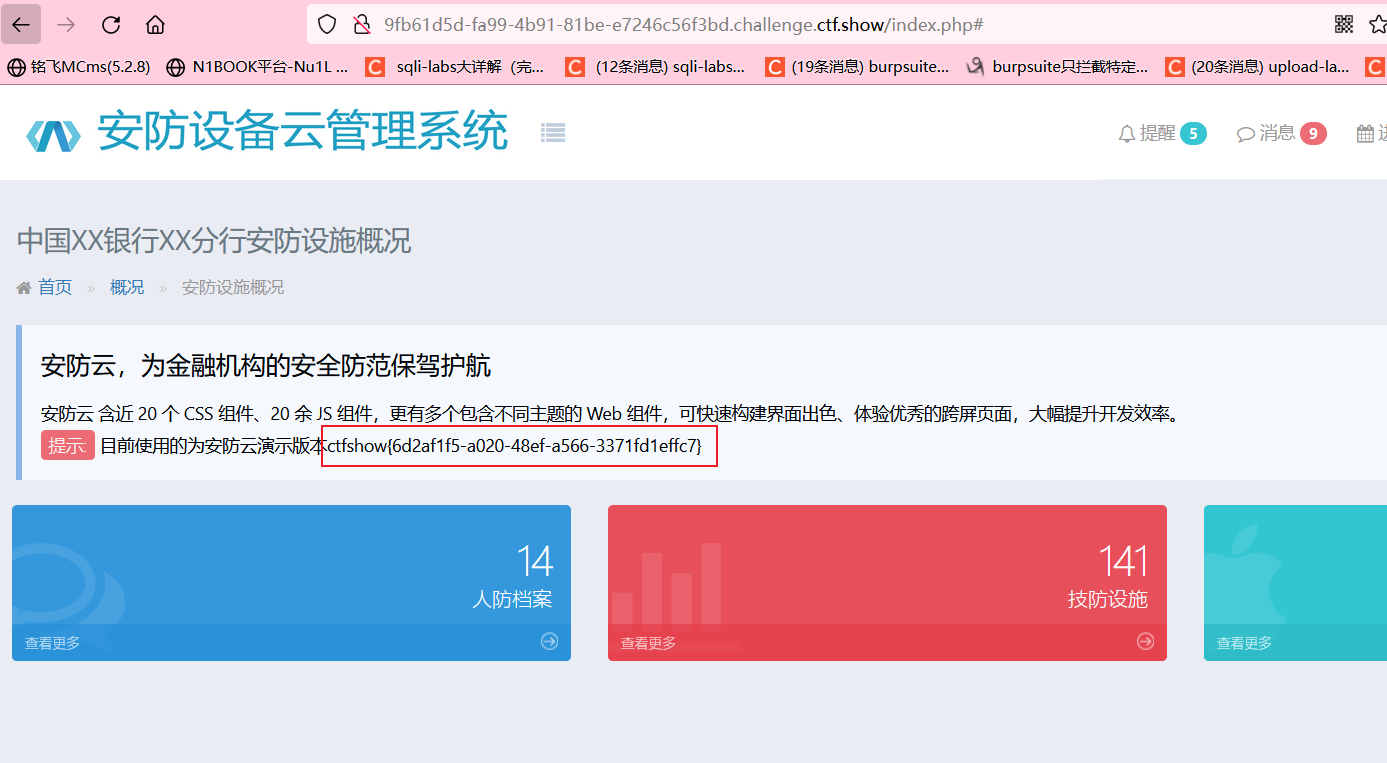 9fb61d5d-fa99-4b91-81be-e7246c56f3bd.challenge.ctf.show/index.php#
铭飞MCms(5.2.8) N1BOOK平台-Nu1L ... sqli-labs大详解（完... (12条消息) sqli-labs... (19条消息) burpsuite... burpsuite只拦截特定... (20条消息) upload-la...
安防设备云管理系统 提醒 5 消息 9
中国XX银行XX分行安防设施概况
首页 » 概况 » 安防设施概况
安防云，为金融机构的安全防范保驾护航
安防云 含近 20 个 CSS 组件、20 余 JS 组件，更有多个包含不同主题的 Web 组件，可快速构建界面出色、体验优秀的跨屏页面，大幅提升开发效率。
提示 目前使用的为安防云演示版本ctfshow{6d2af1f5-a020-48ef-a566-3371fd1effc7}
14 141
人防档案 技防设施
查看更多 查看更多 查看更多